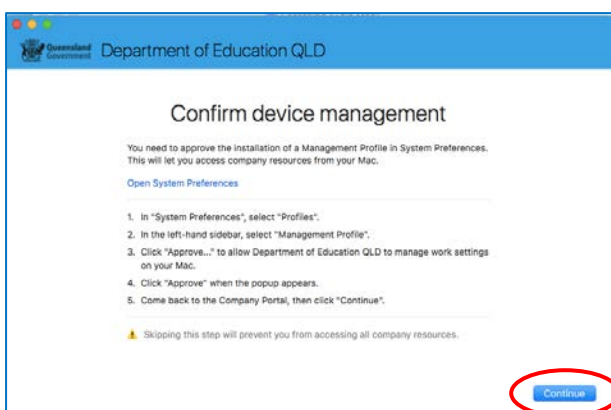 Queensland
Government
Department of Education QLD
Confirm device management
You need to approve the installation of a Management Profile in System Preferences.
This will let you access company resources from your Mac.
Open System Preferences
1. In "System Preferences", select "Profiles".
2. In the left-hand sidebar, select "Management Profile".
3. Click "Approve..." to allow Department of Education QLD to manage work settings
on your Mac.
4. Click "Approve" when the popup appears.
5. Come back to the Company Portal, then click "Continue".
Skipping this step will prevent you from accessing all company resources.
Continue